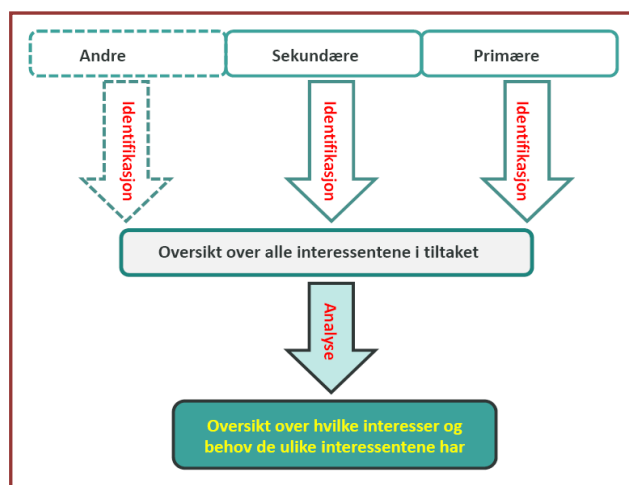 Andre
Sekundære
Primære
Identifikasjon
Identifikasjon
Identifikasjon
Oversikt over alle interessentene i tiltaket
Analyse
Oversikt over hvilke interesser og
behov de ulike interessentene har